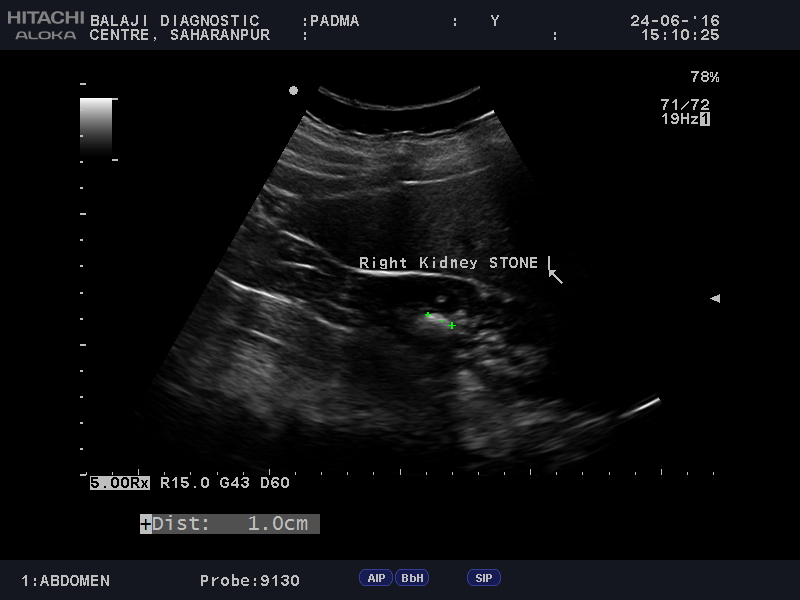 HITACHI BALAJI DIAGNOSTIC :PADMA : Y 24-06-'16
ALOKA CENTRE, SAHARANPUR : : 15:10:25
78%
71/72
19Hz1
Right Kidney STONE
5.00Rx R15.0 G43 D60
+Dist: 1.0cm
1:ABDOMEN Probe:9130 AIP BbH SIP